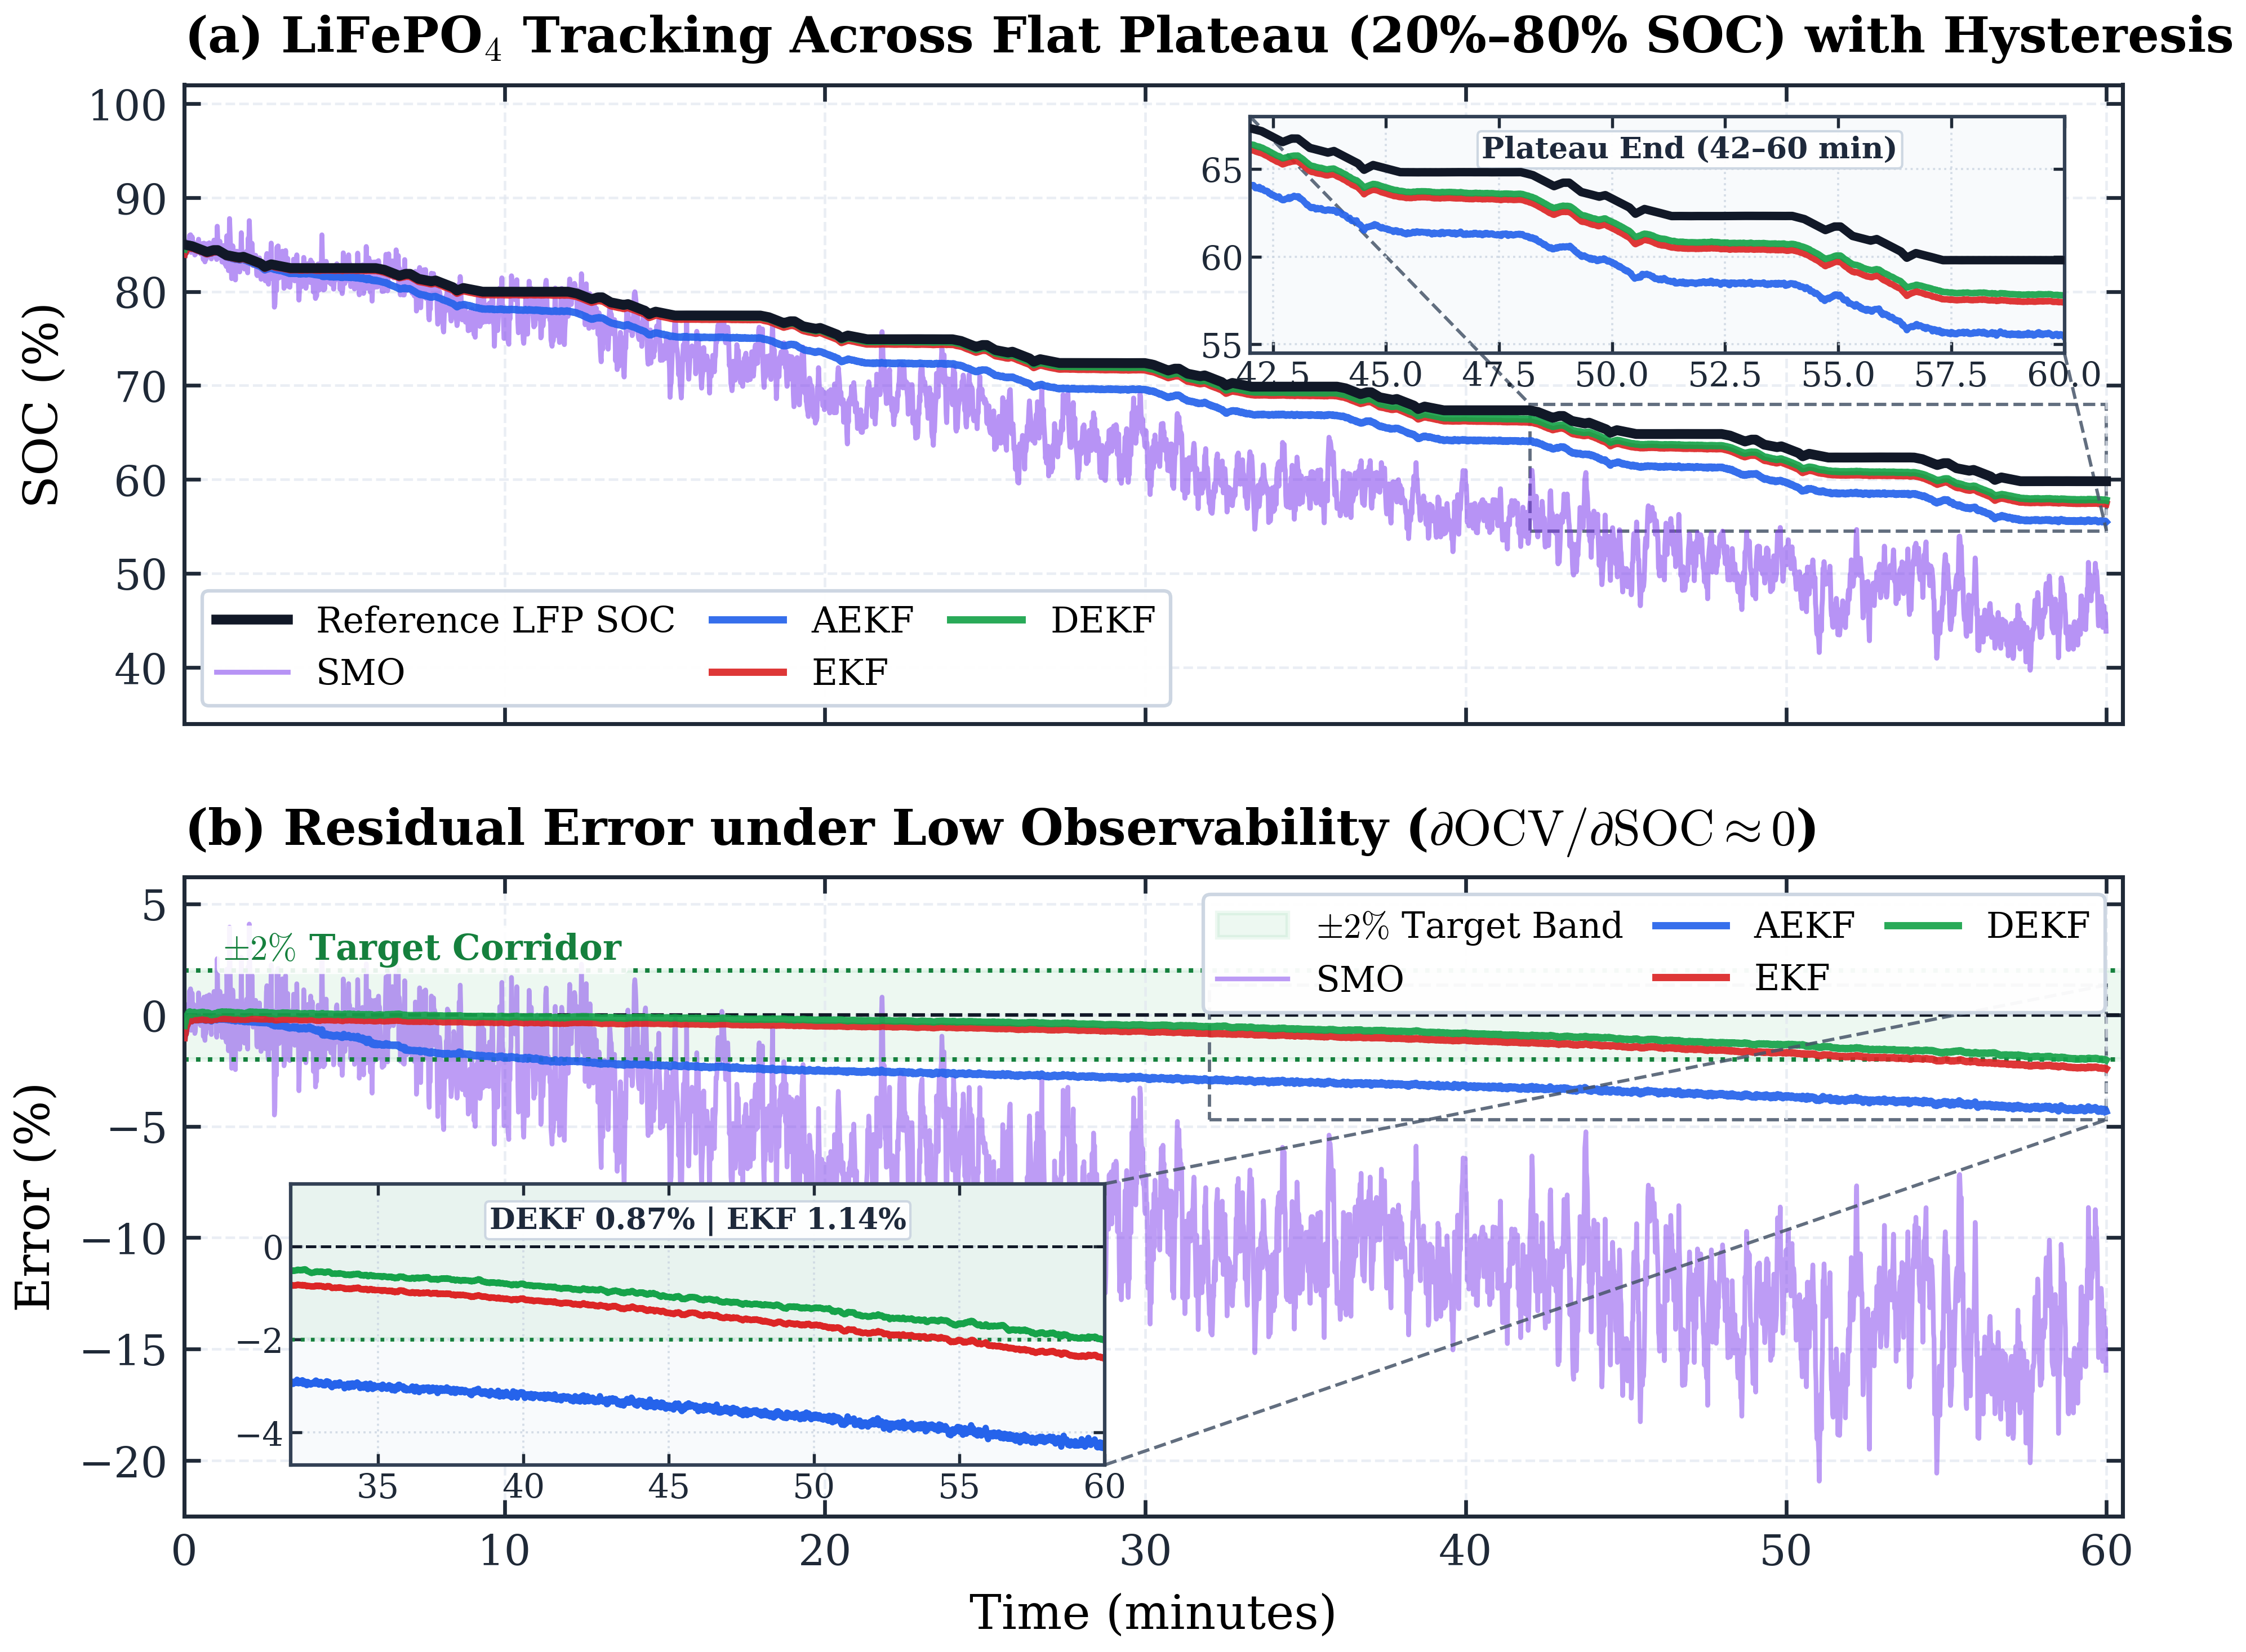 (a) LiFePO₄ Tracking Across Flat Plateau (20%–80% SOC) with Hysteresis
SOC (%)
100
90
80
70
60
50
40
Plateau End (42–60 min)
65
60
55
42.5 45.0 47.5 50.0 52.5 55.0 57.5 60.0
Reference LFP SOC
SMO
AEKF
EKF
DEKF
(b) Residual Error under Low Observability (∂OCV/∂SOC ≈ 0)
Error (%)
5
0
−5
−10
−15
−20
±2% Target Corridor
±2% Target Band
SMO
AEKF
EKF
DEKF
DEKF 0.87% | EKF 1.14%
0
−2
−4
35 40 45 50 55 60
0 10 20 30 40 50 60
Time (minutes)